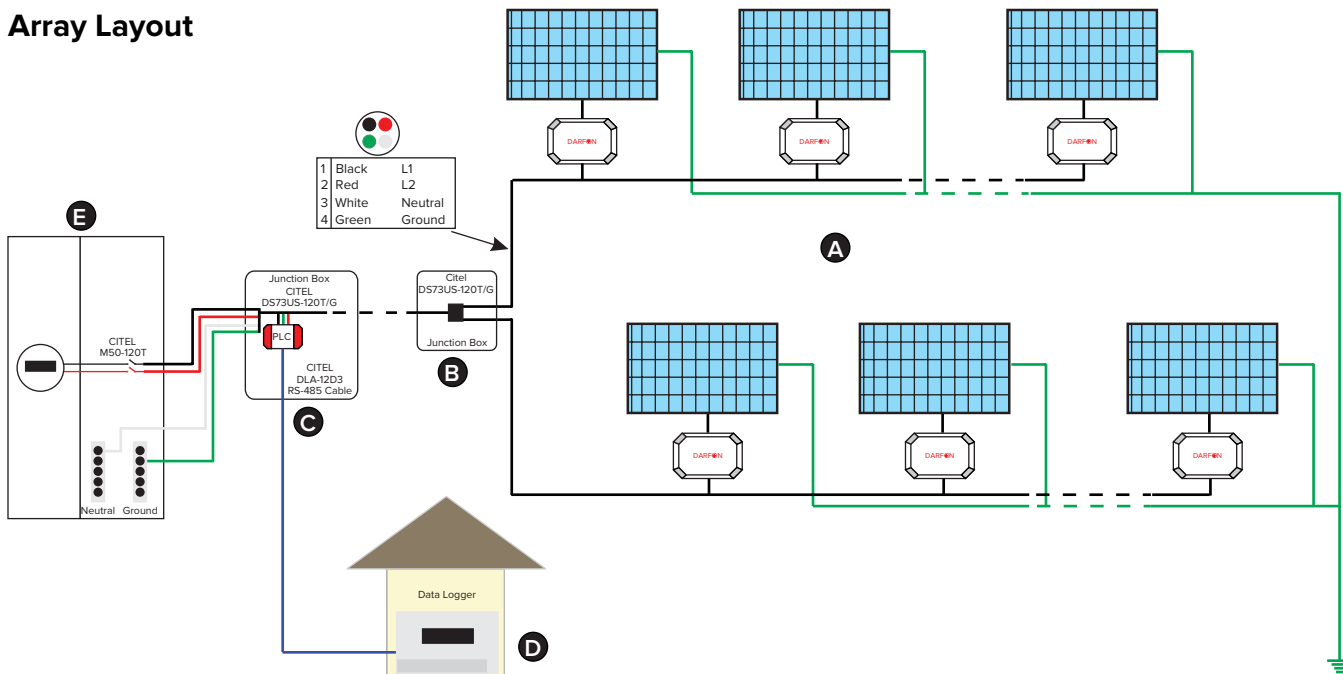 Array Layout
DARFON
DARFON
DARFON
1 Black L1
2 Red L2
3 White Neutral
4 Green Ground
E
A
Junction Box
CITEL
DS73US-120T/G
PLC
CITEL
DLA-12D3
RS-485 Cable
C
Citel
DS73US-120T/G
Junction Box
B
CITEL
M50-120T
Neutral Ground
DARFON
DARFON
DARFON
Data Logger
D